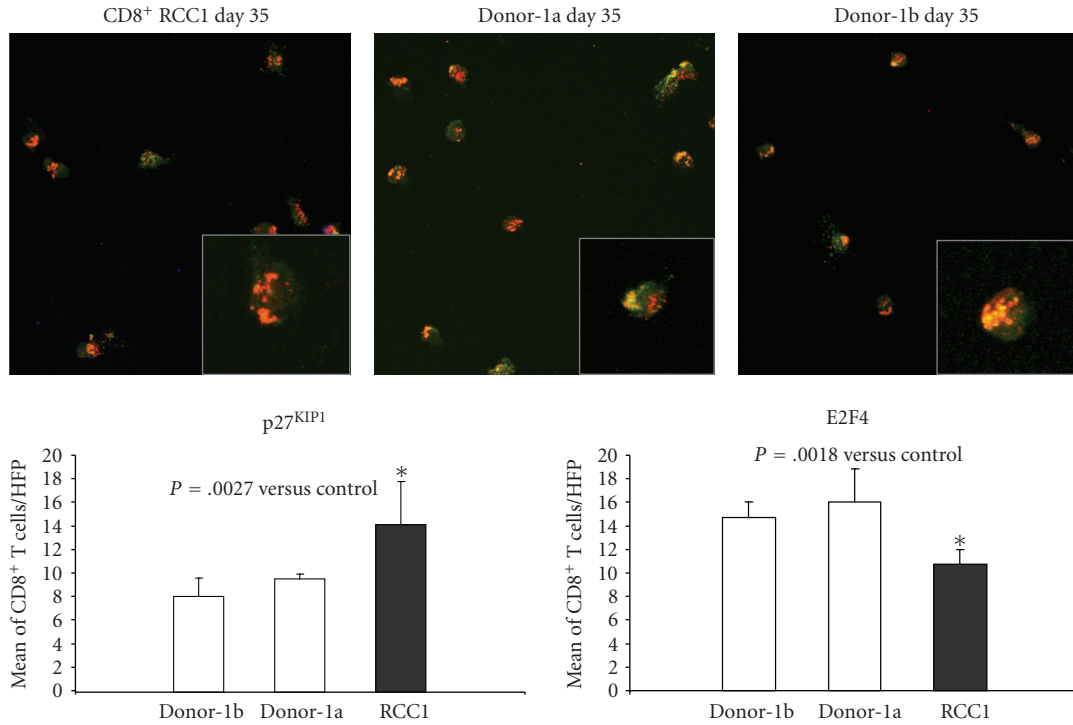 CD8⁺ RCC1 day 35
Donor-1a day 35
Donor-1b day 35
p27ᴷᴵᴾ¹
Mean of CD8⁺ T cells/HFP
20
18
16
14
12
10
8
6
4
2
0
P = .0027 versus control
*
Donor-1b Donor-1a RCC1
E2F4
Mean of CD8⁺ T cells/HFP
20
18
16
14
12
10
8
6
4
2
0
P = .0018 versus control
*
Donor-1b Donor-1a RCC1